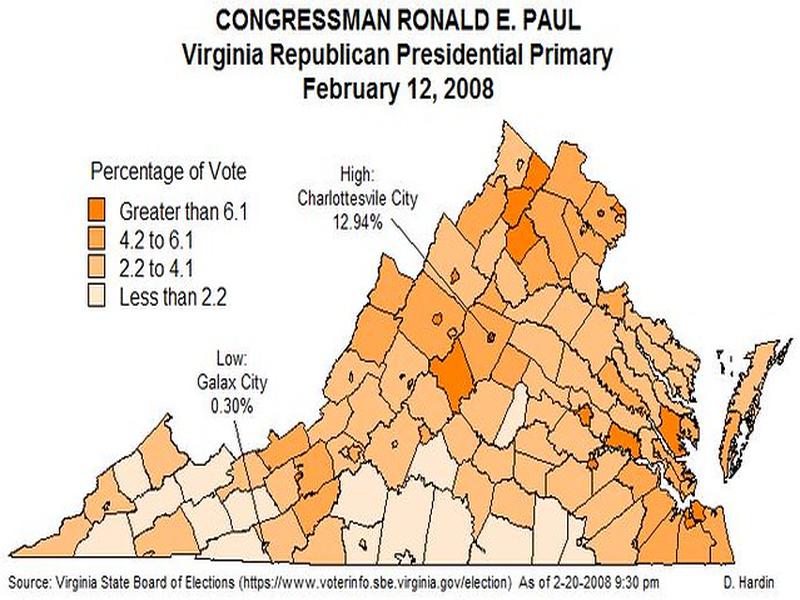 CONGRESSMAN RONALD E. PAUL
Virginia Republican Presidential Primary
February 12, 2008
Percentage of Vote
Greater than 6.1
4.2 to 6.1
2.2 to 4.1
Less than 2.2
High:
Charlottesvile City
12.94%
Low:
Galax City
0.30%
Source: Virginia State Board of Elections (https://www.voterinfo.sbe.virginia.gov/election) As of 2-20-2008 9:30 pm
D. Hardin